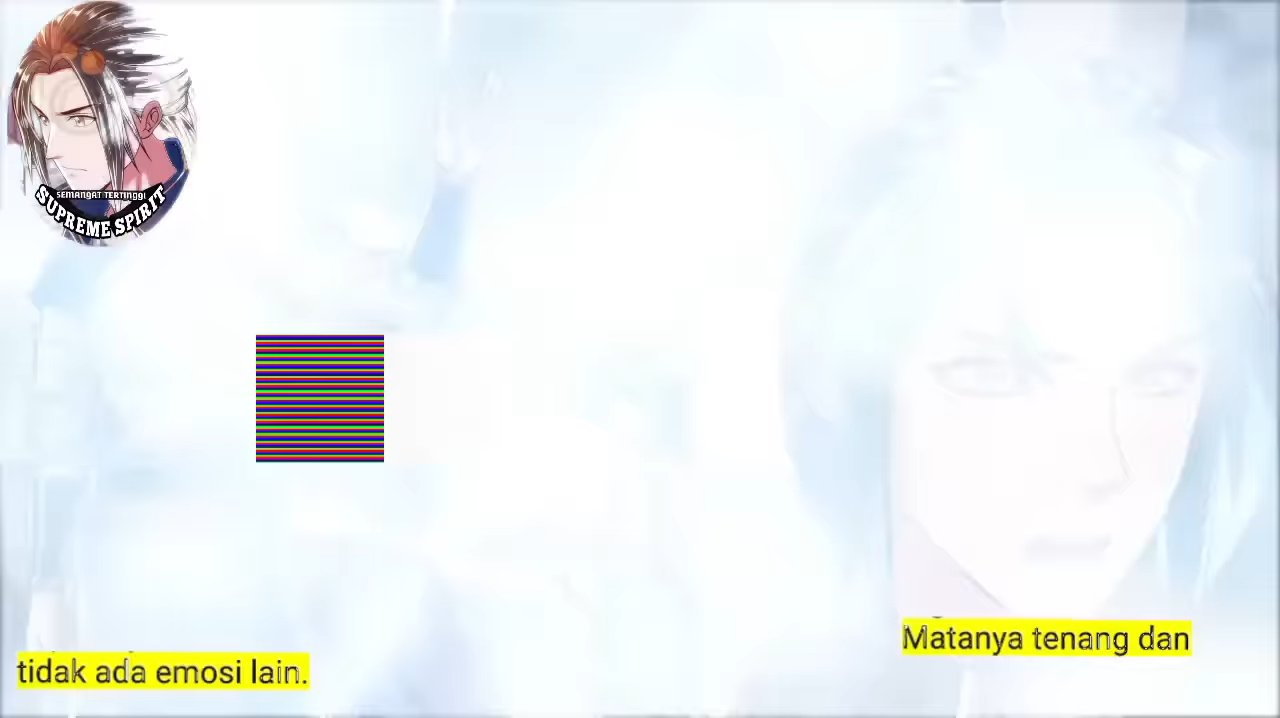 SEMANGAT TERTINGGI
SUPREME SPIRIT
Matanya tenang dan
tidak ada emosi lain.